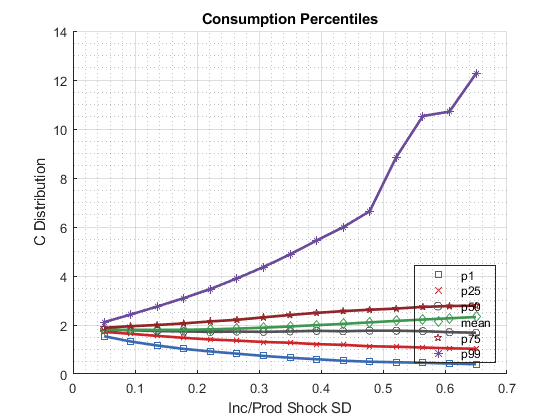 Consumption Percentiles
14
12
10
8
6
4
2
0
C Distribution
p1
p25
p50
mean
p75
p99
0 0.1 0.2 0.3 0.4 0.5 0.6 0.7
Inc/Prod Shock SD